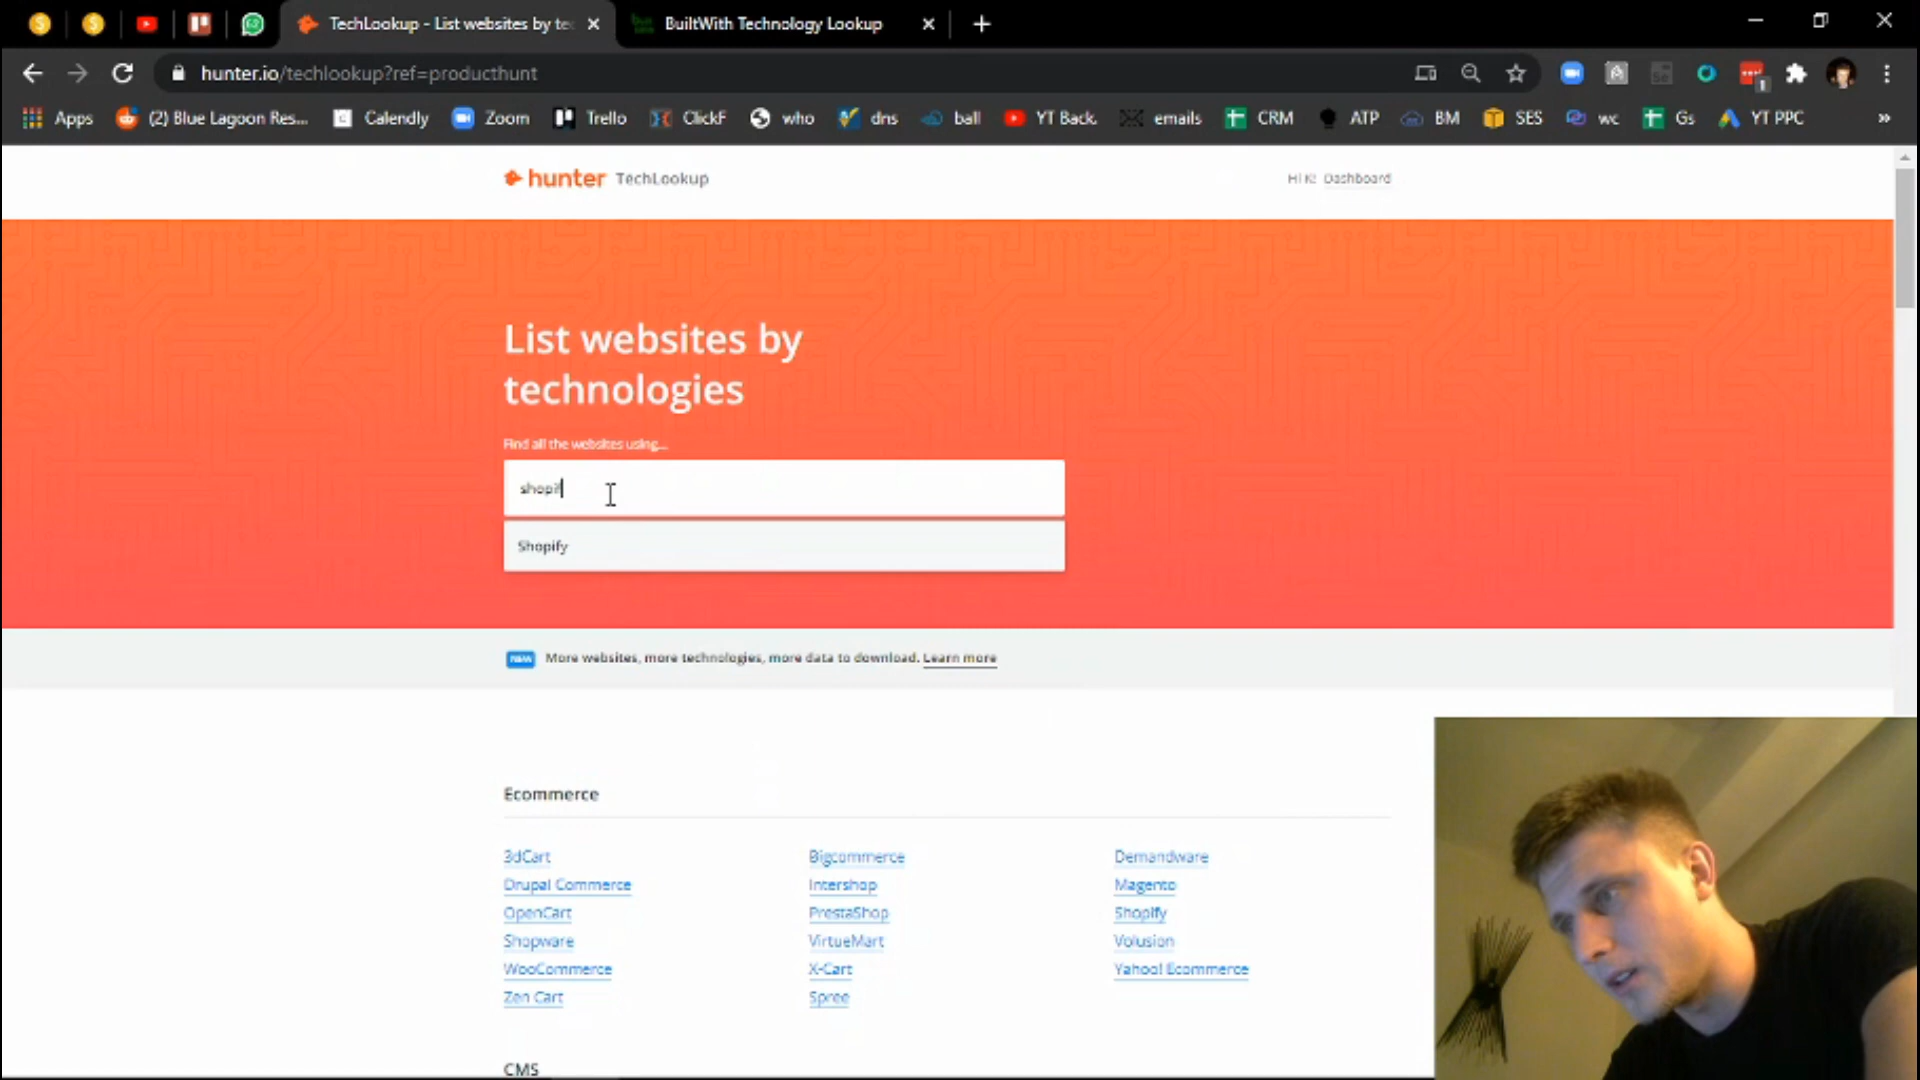 TechLookup - List websites by tec
BuiltWith Technology Lookup
hunter.io/techlookup?ref=producthunt
Apps
(2) Blue Lagoon Res...
Calendly
Zoom
Trello
ClickF
who
dns
ball
YT Back.
emails
CRM
ATP
BM
SES
wc
Gs
YT PPC
»
hunter TechLookup
Dashboard
List websites by
technologies
Find all the websites using...
shopif
Shopify
NEW More websites, more technologies, more data to download. Learn more
Ecommerce
3dCart Bigcommerce Demandware
Drupal Commerce Intershop Magento
OpenCart PrestaShop Shopify
Shopware VirtueMart Volusion
WooCommerce X-Cart Yahoo! Ecommerce
Zen Cart Spree
CMS